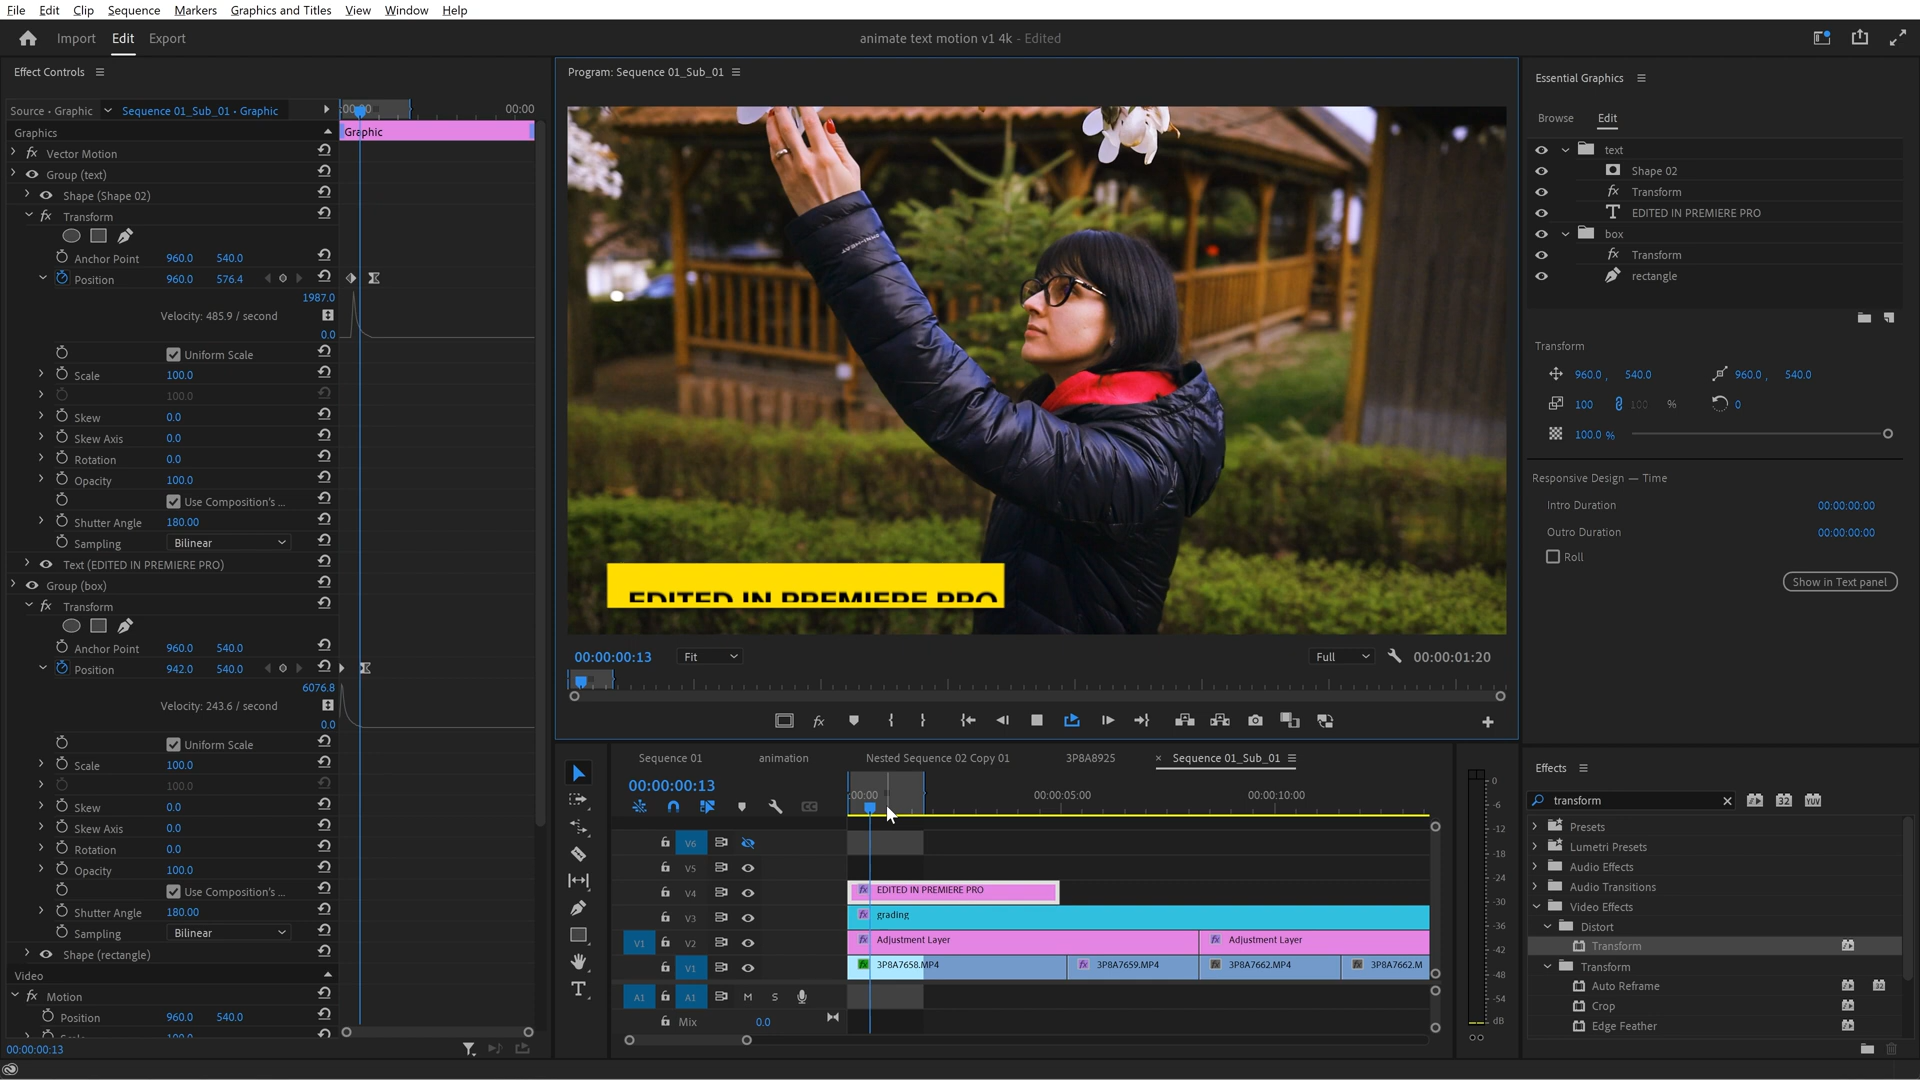 File Edit Clip Sequence Markers Graphics and Titles View Window Help
Import Edit Export
animate text motion v1 4k - Edited
Effect Controls
Source • Graphic Sequence 01_Sub_01 • Graphic
00:00
Graphics
Graphic
Vector Motion
Group (text)
Shape (Shape 02)
Transform
Anchor Point 960.0 540.0
Position 960.0 576.4
1987.0
Velocity: 485.9 / second
0.0
Uniform Scale
Scale 100.0
100.0
Skew 0.0
Skew Axis 0.0
Rotation 0.0
Opacity 100.0
Use Composition's ...
Shutter Angle 180.00
Sampling Bilinear
Text (EDITED IN PREMIERE PRO)
Group (box)
Transform
Anchor Point 960.0 540.0
Position 942.0 540.0
6076.8
Velocity: 243.6 / second
0.0
Uniform Scale
Scale 100.0
100.0
Skew 0.0
Skew Axis 0.0
Rotation 0.0
Opacity 100.0
Use Composition's ...
Shutter Angle 180.00
Sampling Bilinear
Shape (rectangle)
Video
Motion
Position 960.0 540.0
00:00:00:13
Program: Sequence 01_Sub_01
EDITED IN PREMIERE PRO
00:00:00:13 Fit Full 00:00:01:20
Sequence 01 animation Nested Sequence 02 Copy 01 3P8A8925 × Sequence 01_Sub_01
00:00:00:13
:00:00 00:00:05:00 00:00:10:00
V6
V5
V4 EDITED IN PREMIERE PRO
V3 grading
V1 V2 Adjustment Layer Adjustment Layer
V1 3P8A7658.MP4 3P8A7659.MP4 3P8A7662.MP4 3P8A7662.M
A1 A1 M S
Mix 0.0
0
-6
-12
-18
-24
-30
-36
-42
-48
-54
dB
Essential Graphics
Browse Edit
text
Shape 02
Transform
EDITED IN PREMIERE PRO
box
Transform
rectangle
Transform
960.0 , 540.0 960.0 , 540.0
100 100 % 0
100.0 %
Responsive Design — Time
Intro Duration 00:00:00:00
Outro Duration 00:00:00:00
Roll
Show in Text panel
Effects
transform × 32 YUV
Presets
Lumetri Presets
Audio Effects
Audio Transitions
Video Effects
Distort
Transform
Transform
Auto Reframe
Crop
Edge Feather